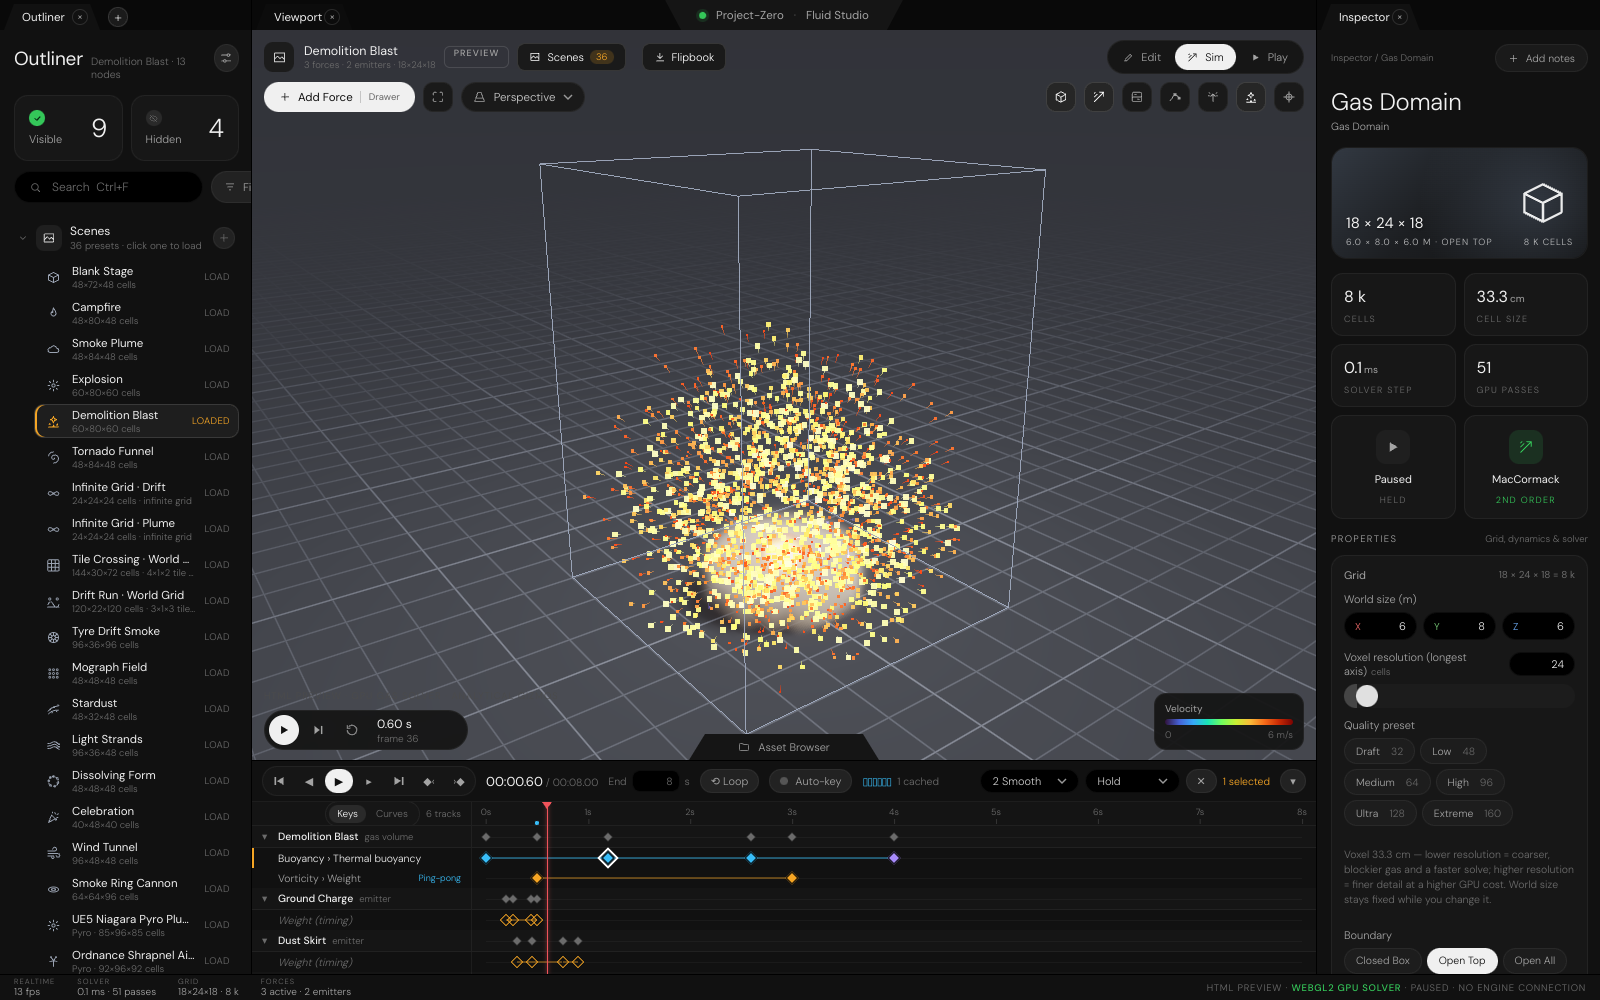 Outliner
Viewport
Project-Zero · Fluid Studio
Inspector
Outliner
Demolition Blast · 13 nodes
Visible 9
Hidden 4
Search Ctrl+F
Scenes
36 presets · click one to load
Blank Stage
48×72×48 cells
LOAD
Campfire
48×80×48 cells
LOAD
Smoke Plume
48×84×48 cells
LOAD
Explosion
60×80×60 cells
LOAD
Demolition Blast
60×80×60 cells
LOADED
Tornado Funnel
48×84×48 cells
LOAD
Infinite Grid · Drift
24×24×24 cells · infinite grid
LOAD
Infinite Grid · Plume
24×24×24 cells · infinite grid
LOAD
Tile Crossing · World ...
144×30×72 cells · 4×1×2 tile ...
LOAD
Drift Run · World Grid
120×22×120 cells · 3×1×3 tile...
LOAD
Tyre Drift Smoke
96×36×96 cells
LOAD
Mograph Field
48×48×48 cells
LOAD
Stardust
48×32×48 cells
LOAD
Light Strands
96×36×48 cells
LOAD
Dissolving Form
48×48×48 cells
LOAD
Celebration
40×48×40 cells
LOAD
Wind Tunnel
96×48×48 cells
LOAD
Smoke Ring Cannon
64×64×96 cells
LOAD
UE5 Niagara Pyro Plu...
Pyro · 85×96×85 cells
LOAD
Ordnance Shrapnel Ai...
Pyro · 92×96×92 cells
LOAD
Demolition Blast
3 forces · 2 emitters · 18×24×18
PREVIEW
Scenes 36
Flipbook
Edit
Sim
Play
Add Force Drawer
Perspective
0.60 s
frame 36
Asset Browser
Velocity
0 6 m/s
00:00.60 / 00:08.00
End 8 s
Loop
Auto-key
1 cached
2 Smooth
Hold
1 selected
Keys
Curves
6 tracks
0s 1s 2s 3s 4s 5s 6s 7s 8s
Demolition Blast gas volume
Buoyancy › Thermal buoyancy
Vorticity › Weight Ping-pong
Ground Charge emitter
Weight (timing)
Dust Skirt emitter
Weight (timing)
Inspector / Gas Domain
Add notes
Gas Domain
Gas Domain
18 × 24 × 18
6.0 × 8.0 × 6.0 M · OPEN TOP
8 K CELLS
8 k
CELLS
33.3 cm
CELL SIZE
0.1 ms
SOLVER STEP
51
GPU PASSES
Paused
HELD
MacCormack
2ND ORDER
PROPERTIES
Grid, dynamics & solver
Grid
18 × 24 × 18 = 8 k
World size (m)
X 6
Y 8
Z 6
Voxel resolution (longest
axis) cells
24
Quality preset
Draft 32
Low 48
Medium 64
High 96
Ultra 128
Extreme 160
Voxel 33.3 cm — lower resolution = coarser,
blockier gas and a faster solve; higher resolution
= finer detail at a higher GPU cost. World size
stays fixed while you change it.
Boundary
Closed Box
Open Top
Open All
REALTIME
13 fps
SOLVER
0.1 ms · 51 passes
GRID
18×24×18 · 8 k
FORCES
3 active · 2 emitters
HTML PREVIEW · WEBGL2 GPU SOLVER · PAUSED · NO ENGINE CONNECTION